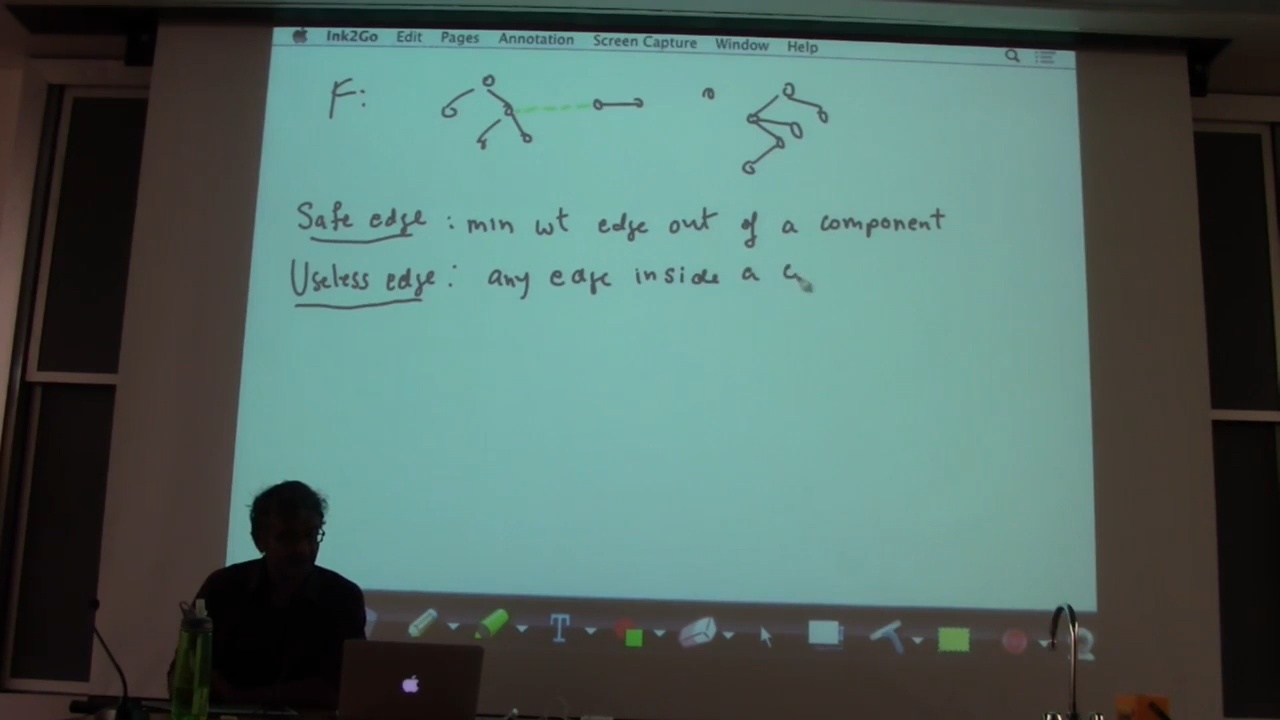 Ink2Go Edit Pages Annotation Screen Capture Window Help
F:
Safe edge : min wt edge out of a component
Useless edge : any edge inside a c
T